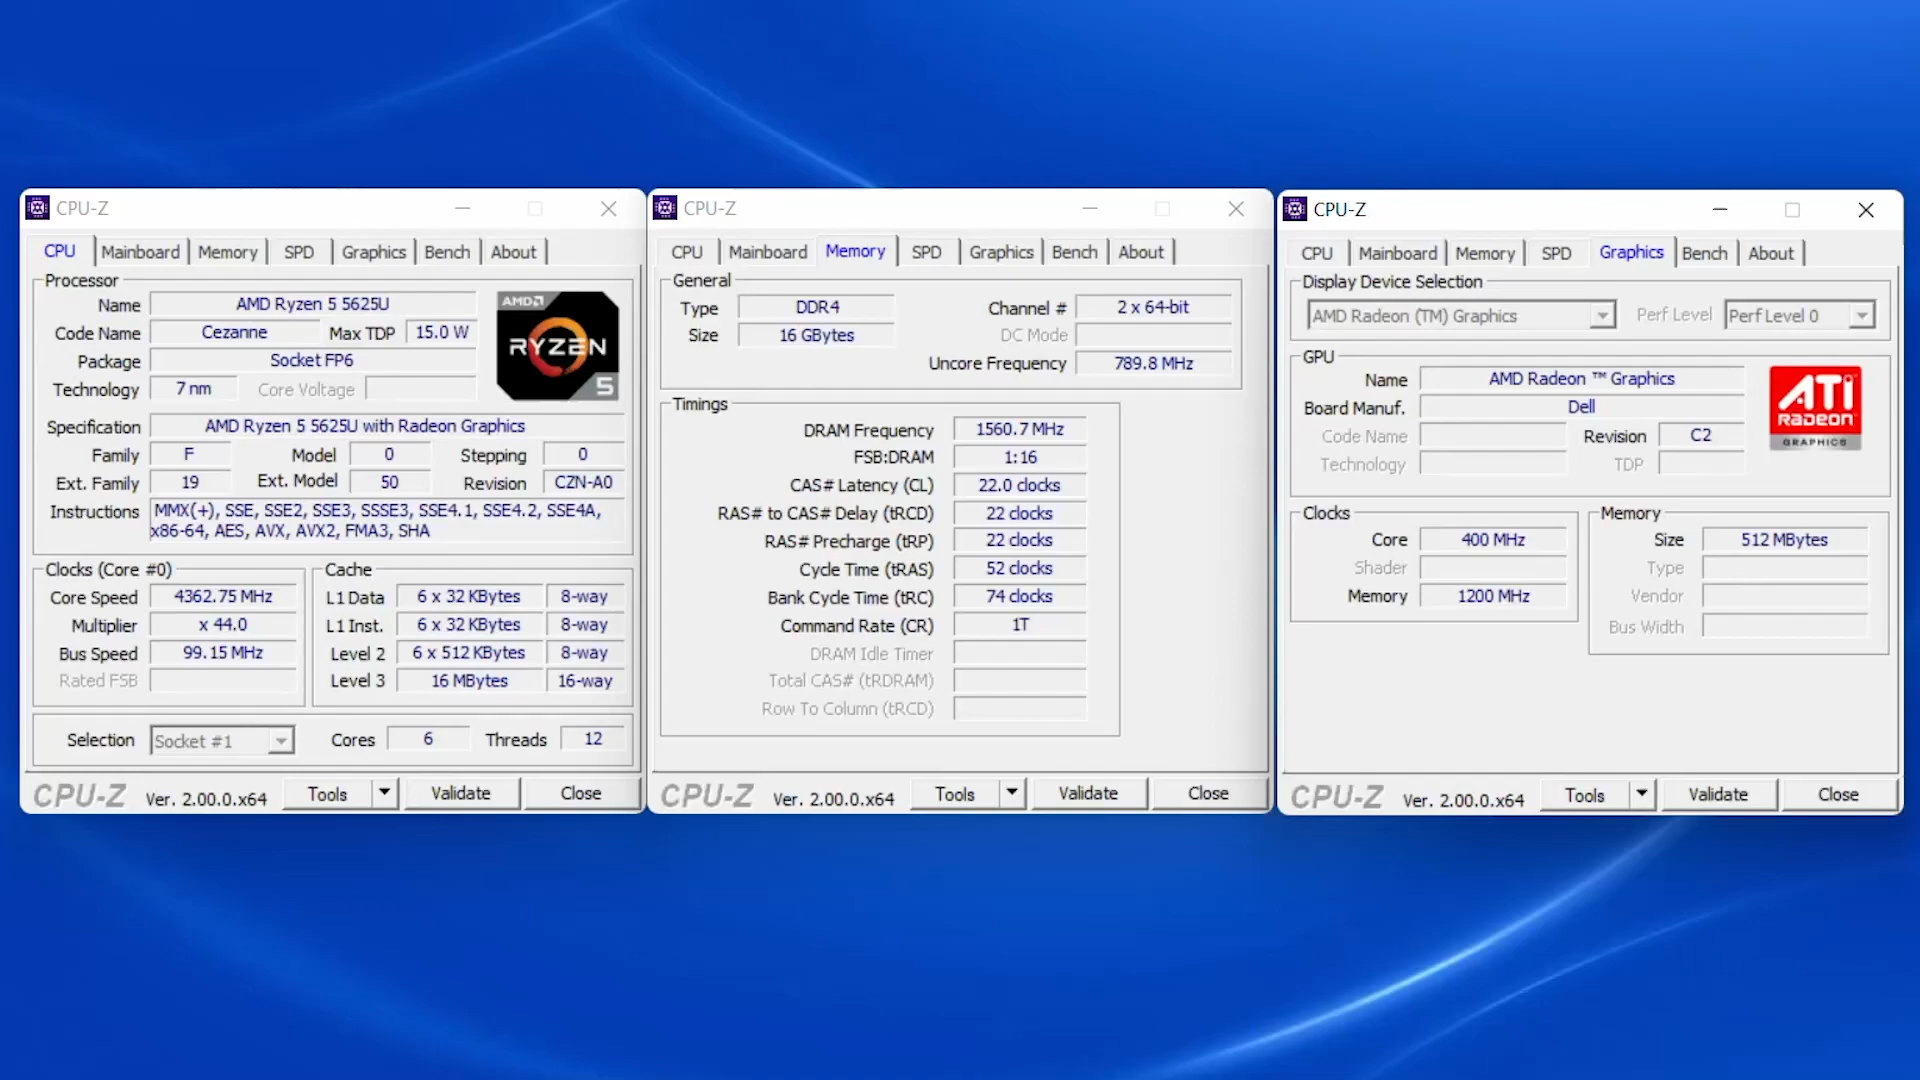 CPU-Z
CPU Mainboard Memory SPD Graphics Bench About
Processor
Name AMD Ryzen 5 5625U
Code Name Cezanne Max TDP 15.0 W
Package Socket FP6
Technology 7 nm Core Voltage
AMD RYZEN 5
Specification AMD Ryzen 5 5625U with Radeon Graphics
Family F Model 0 Stepping 0
Ext. Family 19 Ext. Model 50 Revision CZN-A0
Instructions MMX(+), SSE, SSE2, SSE3, SSSE3, SSE4.1, SSE4.2, SSE4A,
x86-64, AES, AVX, AVX2, FMA3, SHA
Clocks (Core #0)
Core Speed 4362.75 MHz
Multiplier x 44.0
Bus Speed 99.15 MHz
Rated FSB
Cache
L1 Data 6 x 32 KBytes 8-way
L1 Inst. 6 x 32 KBytes 8-way
Level 2 6 x 512 KBytes 8-way
Level 3 16 MBytes 16-way
Selection Socket #1 Cores 6 Threads 12
CPU-Z Ver. 2.00.0.x64 Tools Validate Close
CPU-Z
CPU Mainboard Memory SPD Graphics Bench About
General
Type DDR4 Channel # 2 x 64-bit
Size 16 GBytes DC Mode
Uncore Frequency 789.8 MHz
Timings
DRAM Frequency 1560.7 MHz
FSB:DRAM 1:16
CAS# Latency (CL) 22.0 clocks
RAS# to CAS# Delay (tRCD) 22 clocks
RAS# Precharge (tRP) 22 clocks
Cycle Time (tRAS) 52 clocks
Bank Cycle Time (tRC) 74 clocks
Command Rate (CR) 1T
DRAM Idle Timer
Total CAS# (tRDRAM)
Row To Column (tRCD)
CPU-Z Ver. 2.00.0.x64 Tools Validate Close
CPU-Z
CPU Mainboard Memory SPD Graphics Bench About
Display Device Selection
AMD Radeon (TM) Graphics Perf Level Perf Level 0
GPU
Name AMD Radeon ™ Graphics
Board Manuf. Dell
Code Name Revision C2
Technology TDP
ATi RADEON GRAPHICS
Clocks
Core 400 MHz
Shader
Memory 1200 MHz
Memory
Size 512 MBytes
Type
Vendor
Bus Width
CPU-Z Ver. 2.00.0.x64 Tools Validate Close